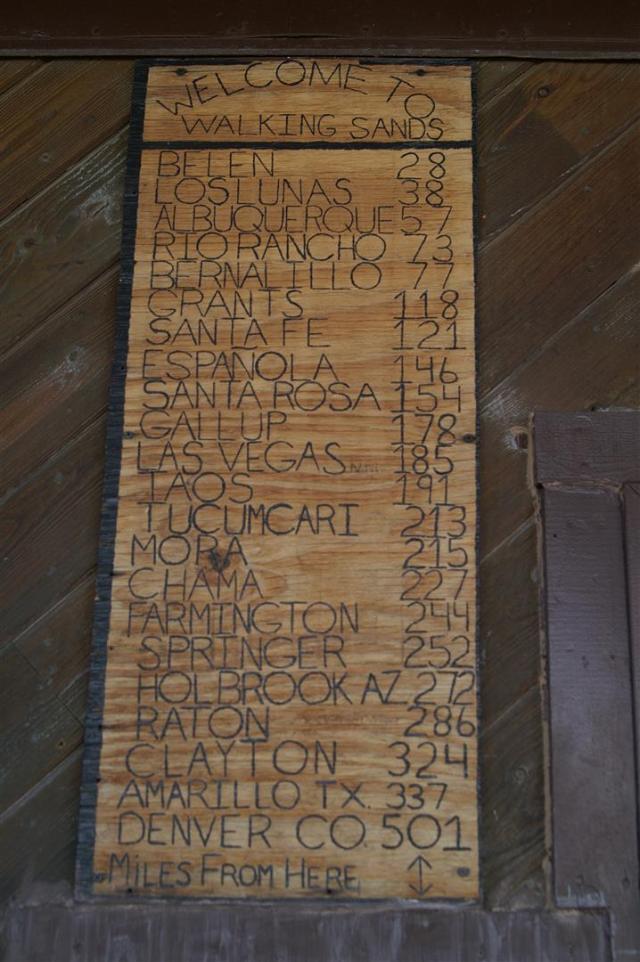 WELCOME TO
WALKING SANDS
BELEN 28
LOS LUNAS 38
ALBUQUERQUE 57
RIO RANCHO 73
BERNALILLO 77
GRANTS 118
SANTA FE 121
ESPANOLA 146
SANTA ROSA 154
GALLUP 178
LAS VEGAS N.M. 185
TAOS 191
TUCUMCARI 213
MORA 215
CHAMA 227
FARMINGTON 244
SPRINGER 252
HOLBROOK AZ 272
RATON 286
CLAYTON 324
AMARILLO TX. 337
DENVER CO. 501
MILES FROM HERE ↕